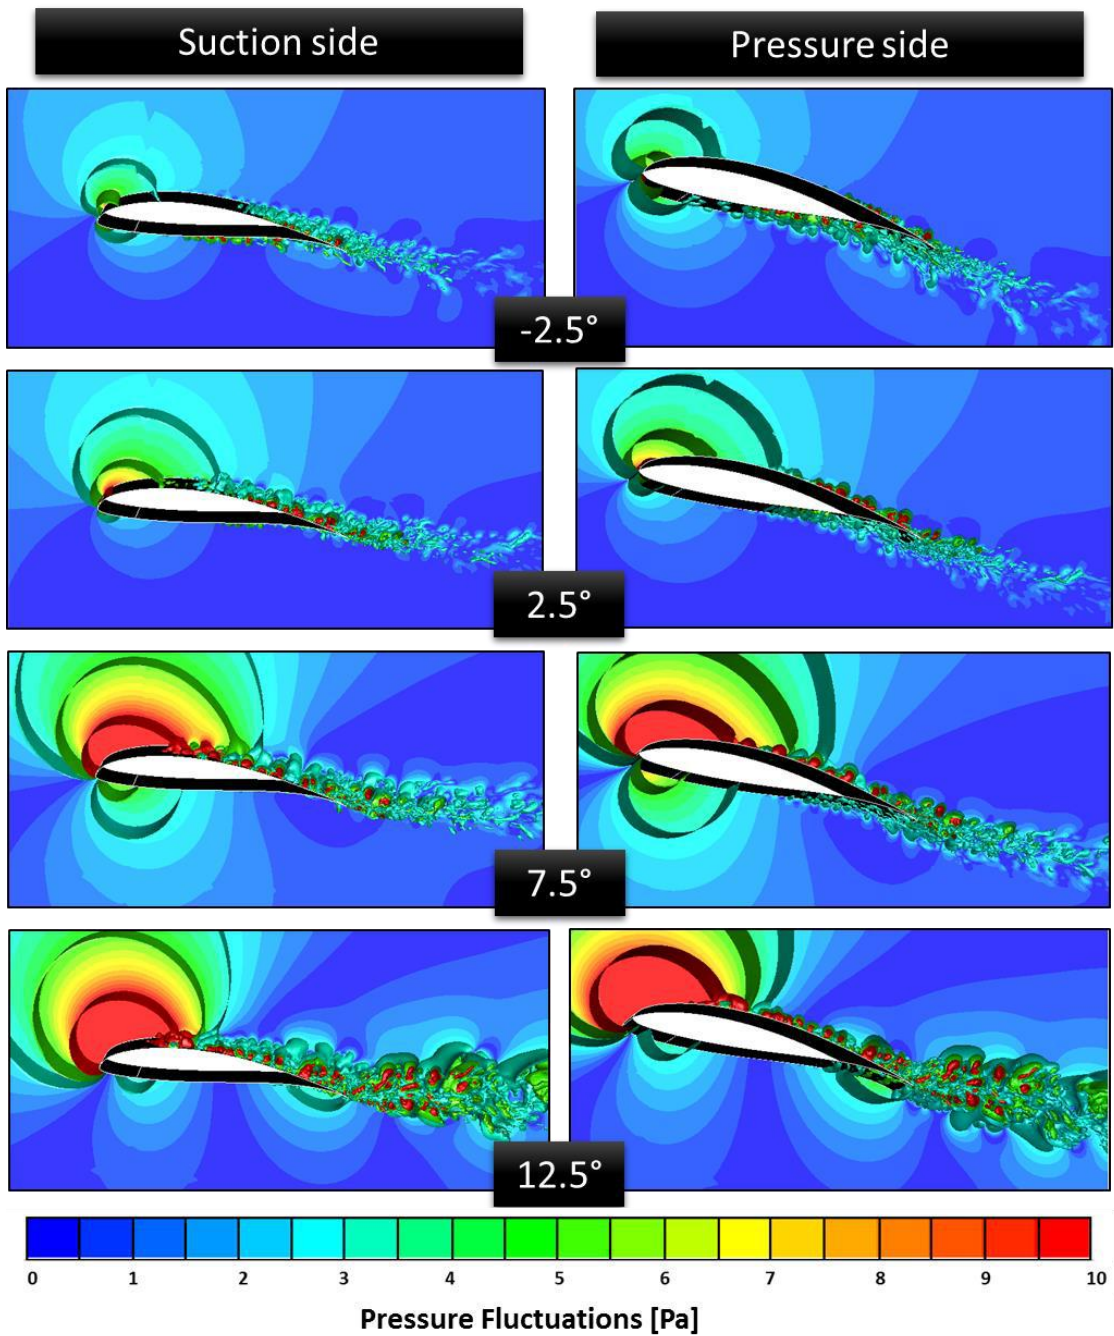 Suction side
Pressure side
-2.5°
2.5°
7.5°
12.5°
0 1 2 3 4 5 6 7 8 9 10
Pressure Fluctuations [Pa]